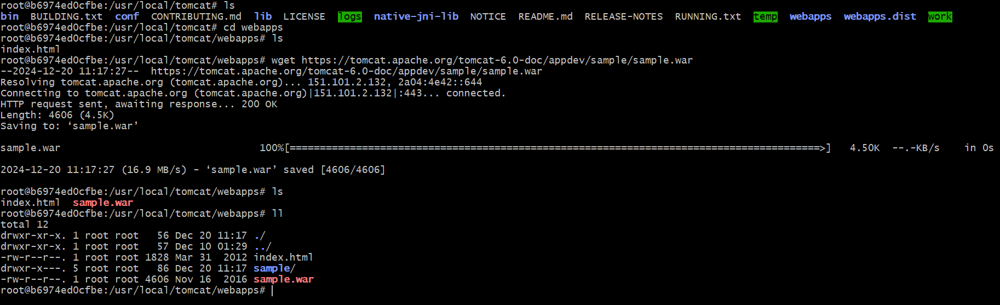 root@b6974ed0cfbe:/usr/local/tomcat# ls
bin  BUILDING.txt  conf  CONTRIBUTING.md  lib  LICENSE  logs  native-jni-lib  NOTICE  README.md  RELEASE-NOTES  RUNNING.txt  temp  webapps  webapps.dist  work
root@b6974ed0cfbe:/usr/local/tomcat# cd webapps
root@b6974ed0cfbe:/usr/local/tomcat/webapps# ls
index.html
root@b6974ed0cfbe:/usr/local/tomcat/webapps# wget https://tomcat.apache.org/tomcat-6.0-doc/appdev/sample/sample.war
--2024-12-20 11:17:27--  https://tomcat.apache.org/tomcat-6.0-doc/appdev/sample/sample.war
Resolving tomcat.apache.org (tomcat.apache.org)... 151.101.2.132, 2a04:4e42::644
Connecting to tomcat.apache.org (tomcat.apache.org)|151.101.2.132|:443... connected.
HTTP request sent, awaiting response... 200 OK
Length: 4606 (4.5K)
Saving to: ‘sample.war’
sample.war                                 100%[========================================================================================>]   4.50K  --.-KB/s    in 0s
2024-12-20 11:17:27 (16.9 MB/s) - ‘sample.war’ saved [4606/4606]
root@b6974ed0cfbe:/usr/local/tomcat/webapps# ls
index.html  sample.war
root@b6974ed0cfbe:/usr/local/tomcat/webapps# ll
total 12
drwxr-xr-x. 1 root root   56 Dec 20 11:17 ./
drwxr-xr-x. 1 root root   57 Dec 10 01:29 ../
-rw-r--r--. 1 root root 1828 Mar 31  2012 index.html
drwxr-x---. 5 root root   86 Dec 20 11:17 sample/
-rw-r--r--. 1 root root 4606 Nov 16  2016 sample.war
root@b6974ed0cfbe:/usr/local/tomcat/webapps#